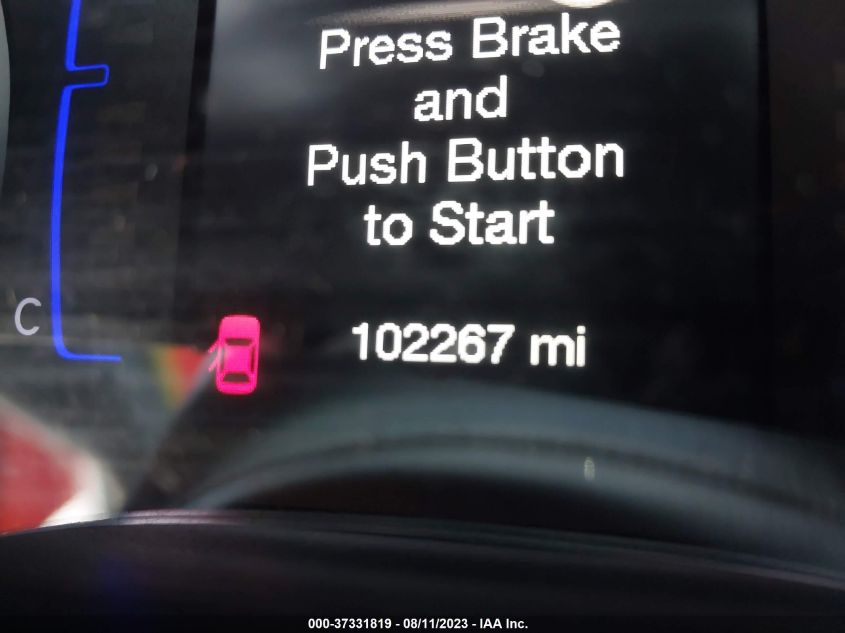 Press Brake
and
Push Button
to Start
C
102267 mi
000-37331819 - 08/11/2023 - IAA Inc.